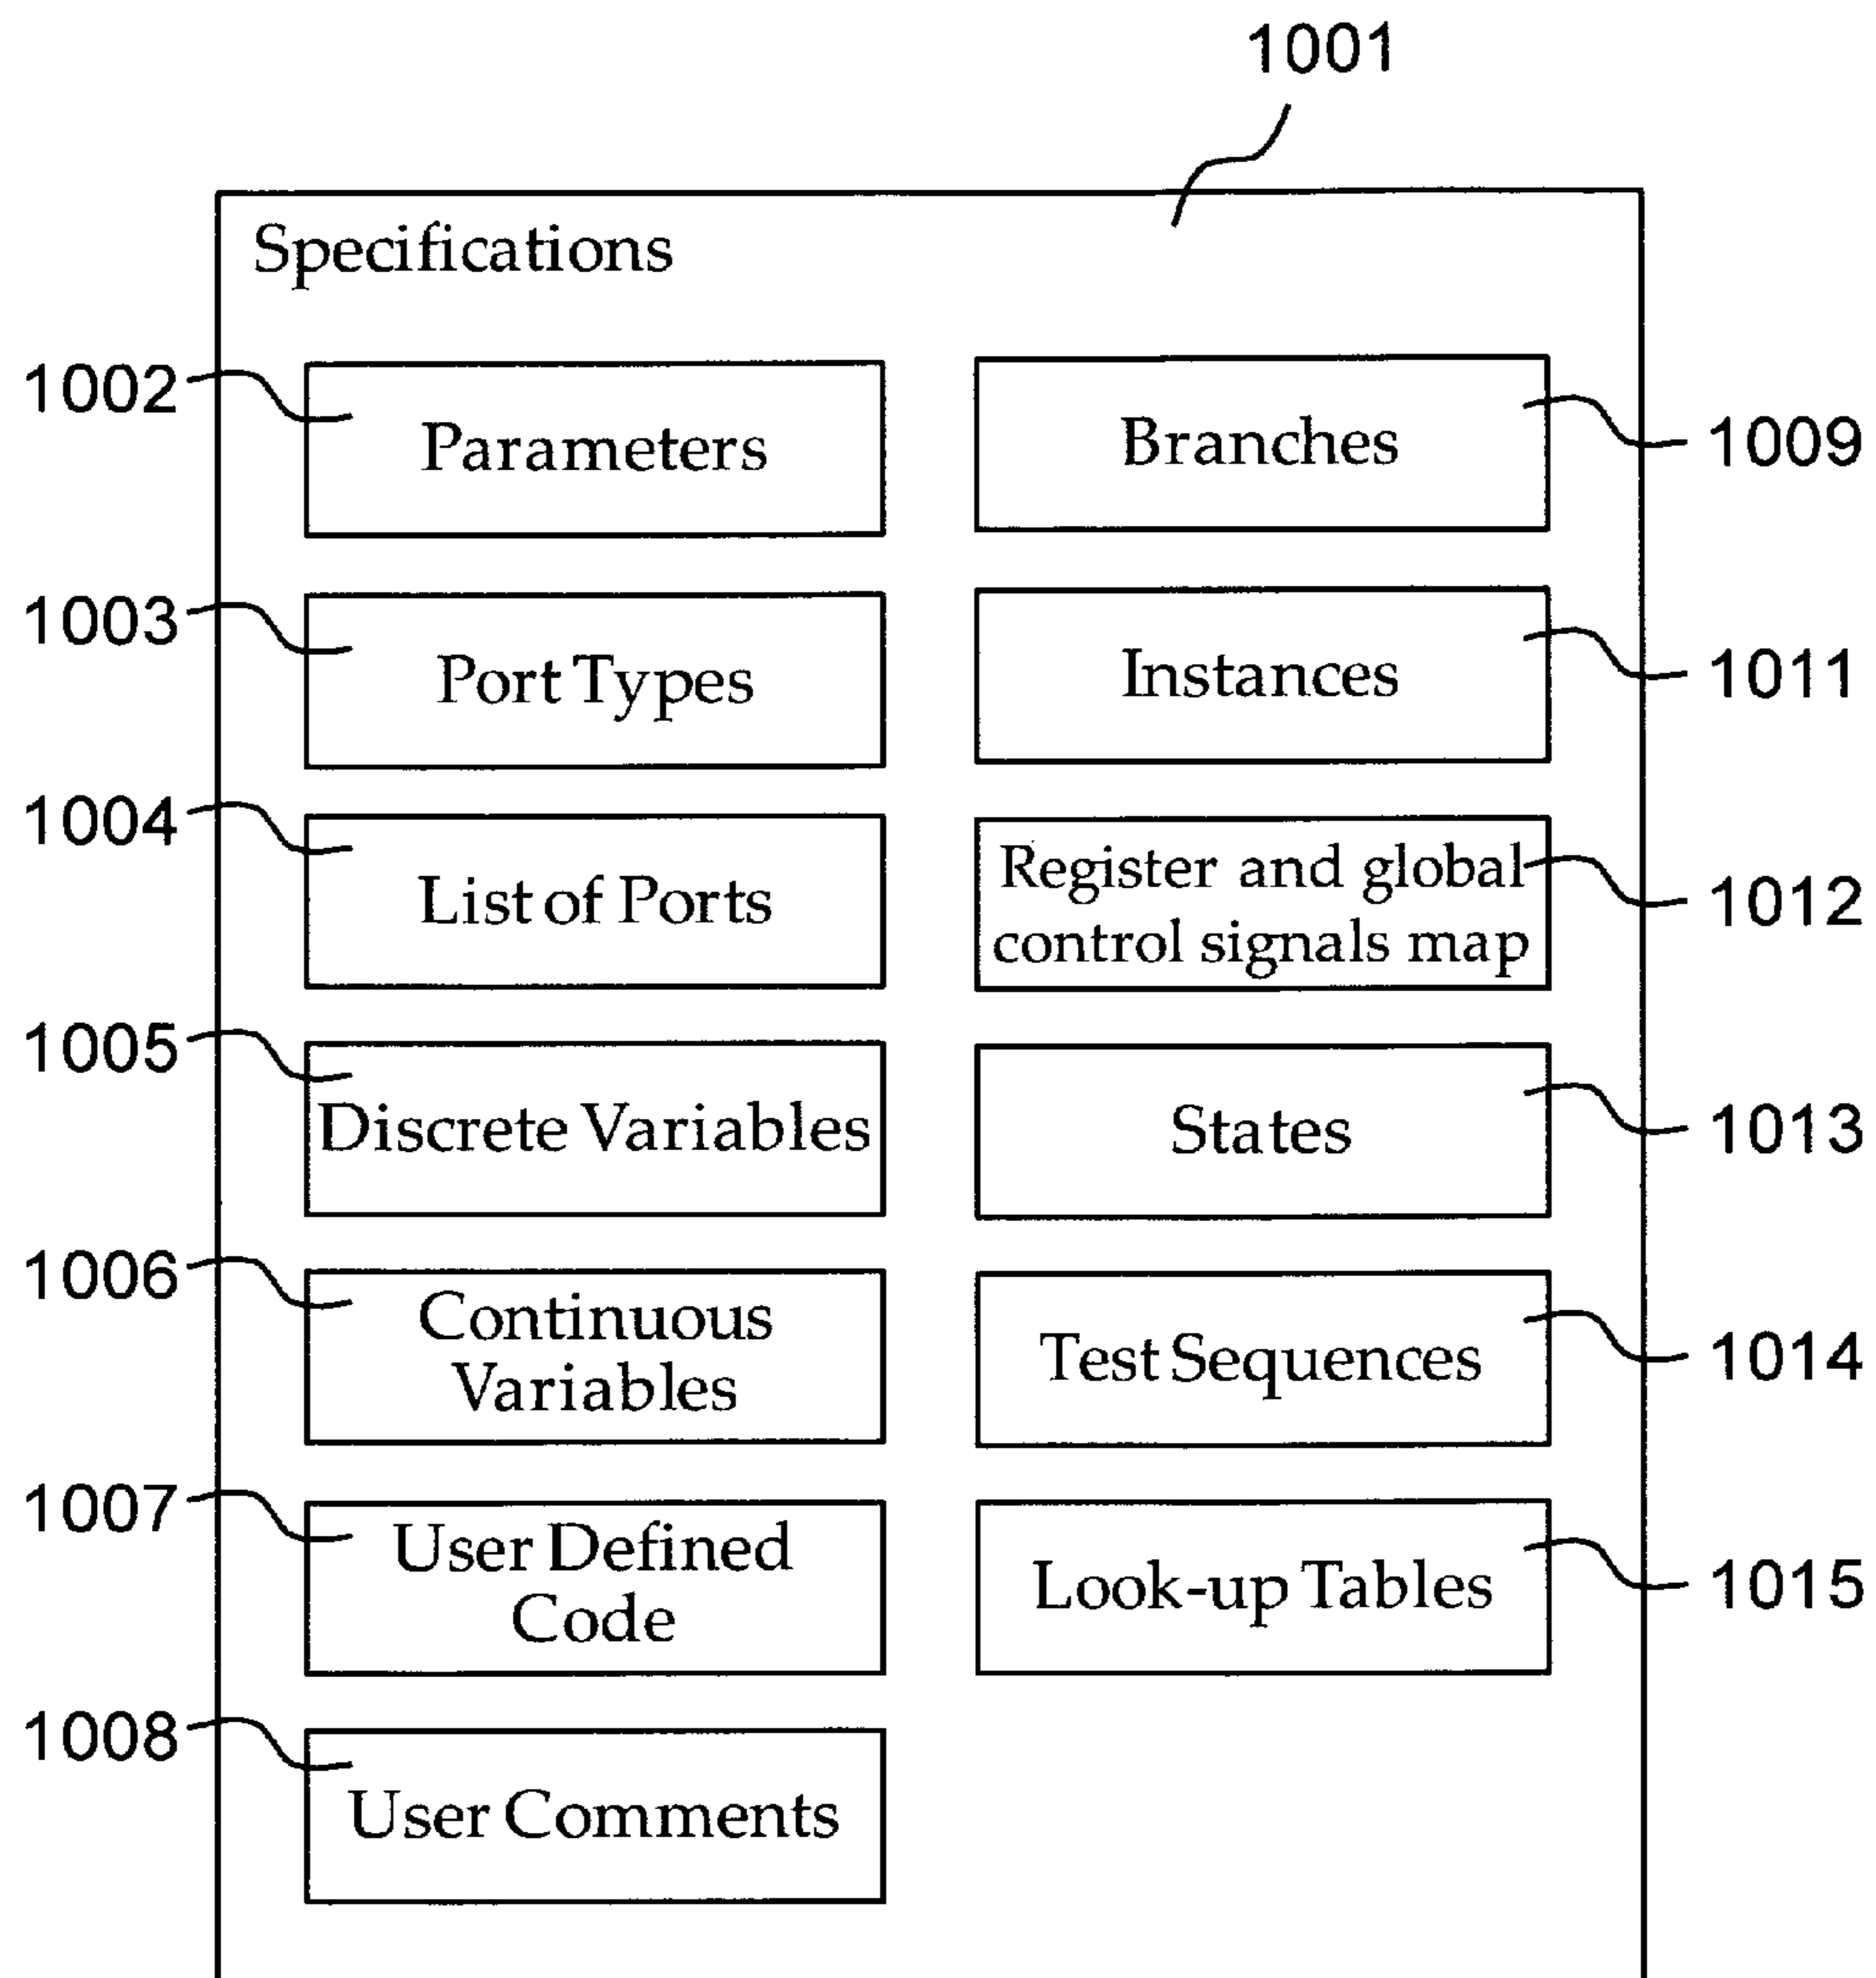 1001
Specifications
1002
Parameters
1003
Port Types
1004
List of Ports
1005
Discrete Variables
1006
Continuous
Variables
1007
User Defined
Code
1008
User Comments
Branches
1009
Instances
1011
Register and global
control signals map
1012
States
1013
Test Sequences
1014
Look-up Tables
1015